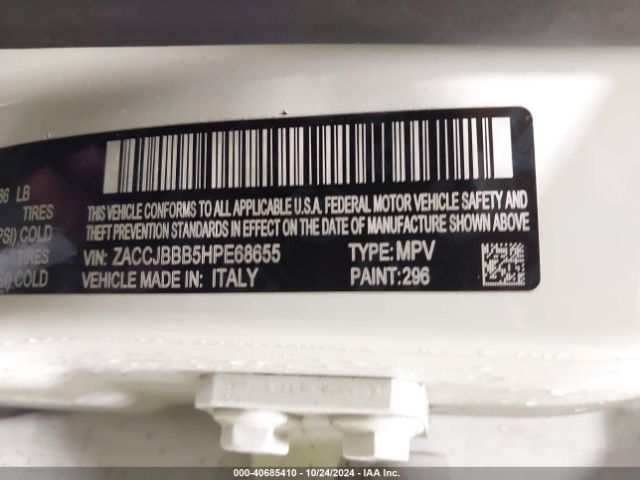 86 LB
TIRES
PSI) COLD
TIRES
SI) COLD
THIS VEHICLE CONFORMS TO ALL APPLICABLE U.S.A. FEDERAL MOTOR VEHICLE SAFETY AND
THEFT PREVENTION STANDARDS IN EFFECT ON THE DATE OF MANUFACTURE SHOWN ABOVE.
VIN: ZACCJBBB5HPE68655 TYPE: MPV
VEHICLE MADE IN: ITALY PAINT:296
000-40685410 • 10/24/2024 • IAA Inc.